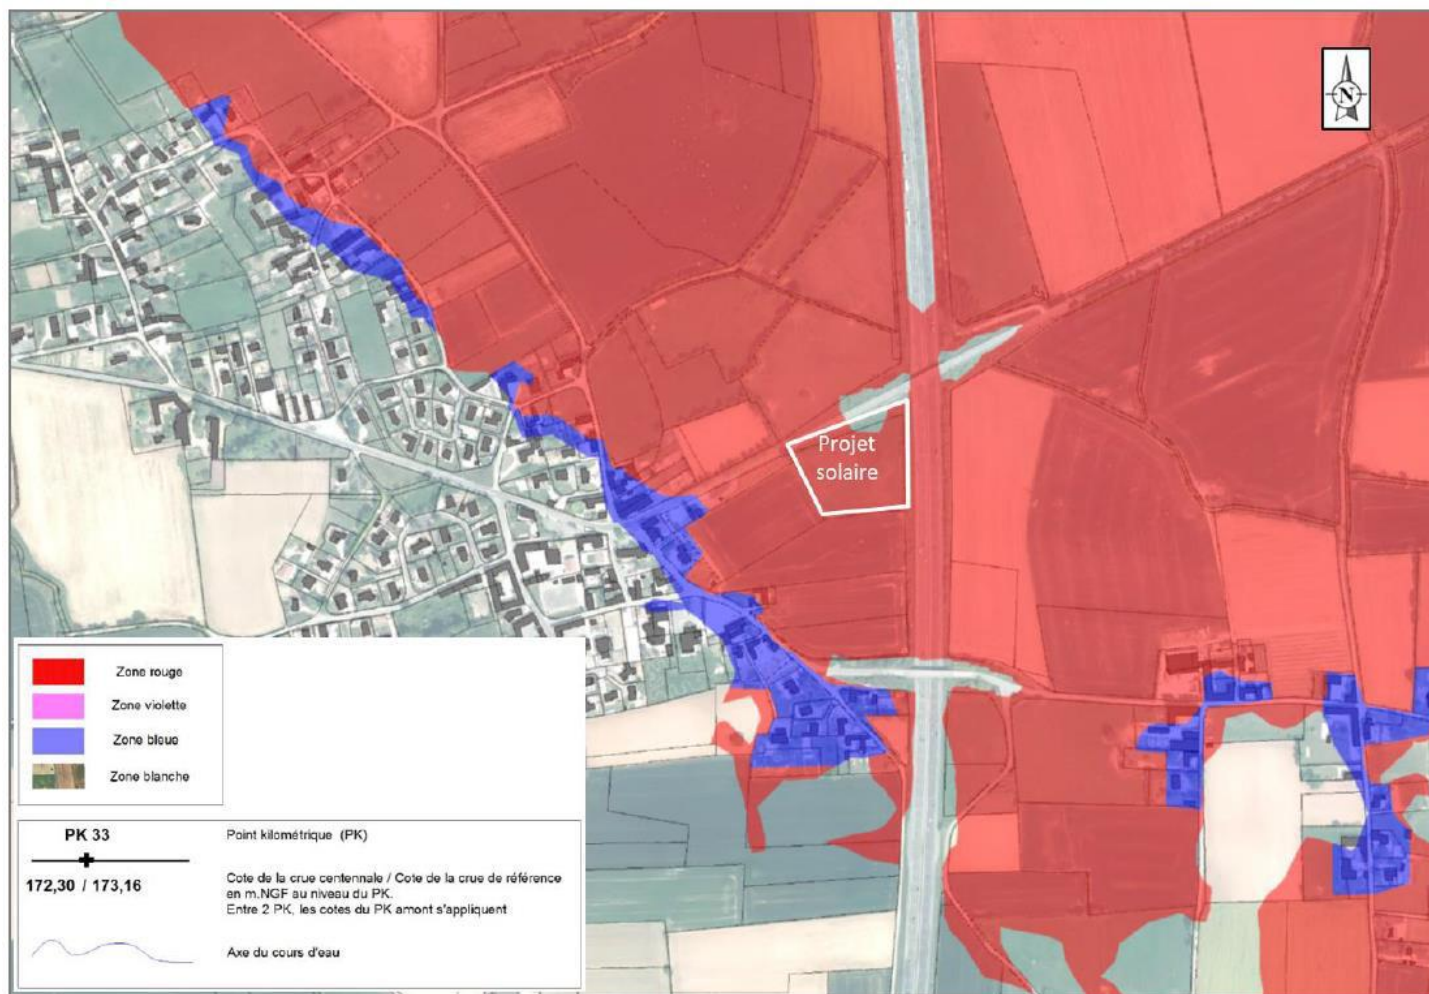 N
Projet
solaire
Zone rouge
Zone violette
Zone bleue
Zone blanche
PK 33
Point kilométrique (PK)
172,30 / 173,16
Cote de la crue centennale / Cote de la crue de référence
en m.NGF au niveau du PK.
Entre 2 PK, les cotes du PK amont s'appliquent
Axe du cours d'eau